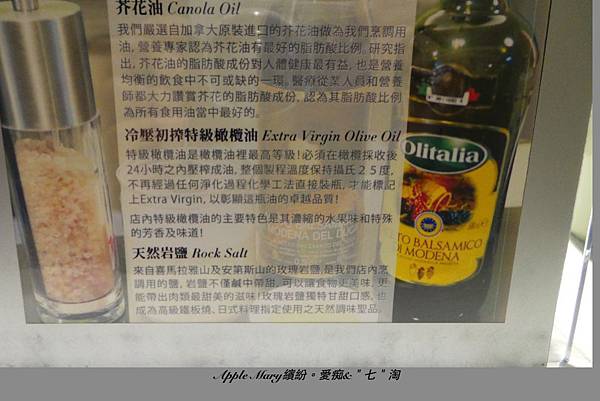 芥花油 Canola Oil
我們嚴選自加拿大原裝進口的芥花油做為我們烹調用
油，營養專家認為芥花油有最好的脂肪酸比例。研究指
出，芥花油的脂肪酸成份對人體健康最有益，也是營養
均衡的飲食中不可或缺的一環。醫療從業人員和營養
師都大力讚賞芥花的脂肪酸成份，認為其脂肪酸比例
為所有食用油當中最好的。
冷壓初搾特級橄欖油 Extra Virgin Olive Oil
特級橄欖油是橄欖油裡最高等級！必須在橄欖採收後
24小時之內壓榨成油，整個製程溫度保持攝氏２５度，
不再經過任何淨化過程化學工法直接裝瓶，才能標記
上Extra Virgin，以彰顯這瓶油的卓越品質！
店內特級橄欖油的安要特色是其濃縮的水果味和特殊
的芳香及味道！
天然岩鹽 Rock Salt
來自喜馬拉雅山及安第斯山的玫瑰岩鹽，是我們店內烹
調用的鹽，岩鹽不僅鹹中帶甜，可以讓食物更美味，更
能帶出肉類最甜美的滋味！玫瑰岩鹽獨特甘甜口感，也
成為高級鐵板燒、日式料理指定使用之天然調味聖品。
Olitalia
TO BALSAMICO
DI MODENA
MODENA DEL DUCA
Apple Mary繽紛。愛痴&＂七＂淘